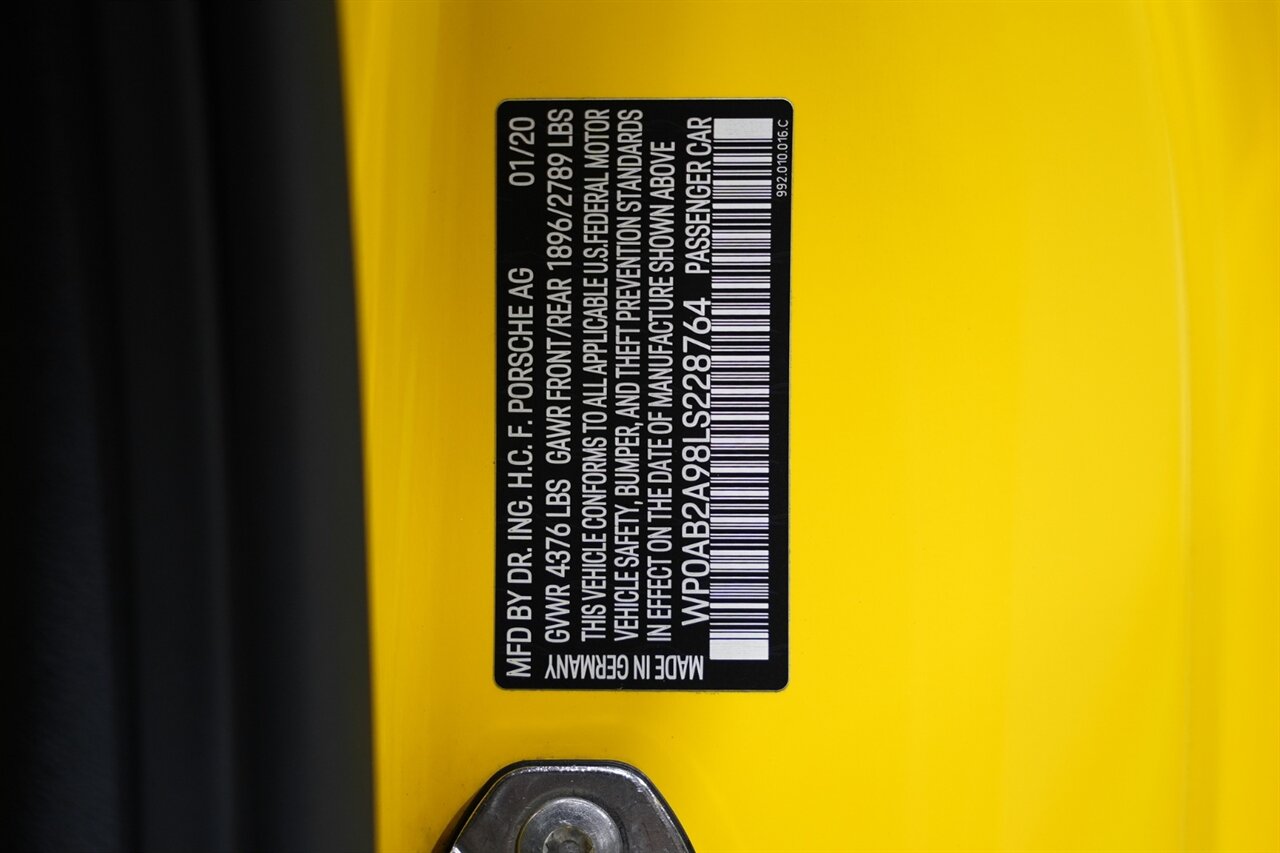 MFD BY DR. ING. H.C. F. PORSCHE AG 01/20
GVWR 4376 LBS GAWR FRONT/REAR 1896/2789 LBS
THIS VEHICLE CONFORMS TO ALL APPLICABLE U.S.FEDERAL MOTOR
VEHICLE SAFETY, BUMPER, AND THEFT PREVENTION STANDARDS
IN EFFECT ON THE DATE OF MANUFACTURE SHOWN ABOVE
WP0AB2A98LS228764 PASSENGER CAR
MADE IN GERMANY
992.010.016.C